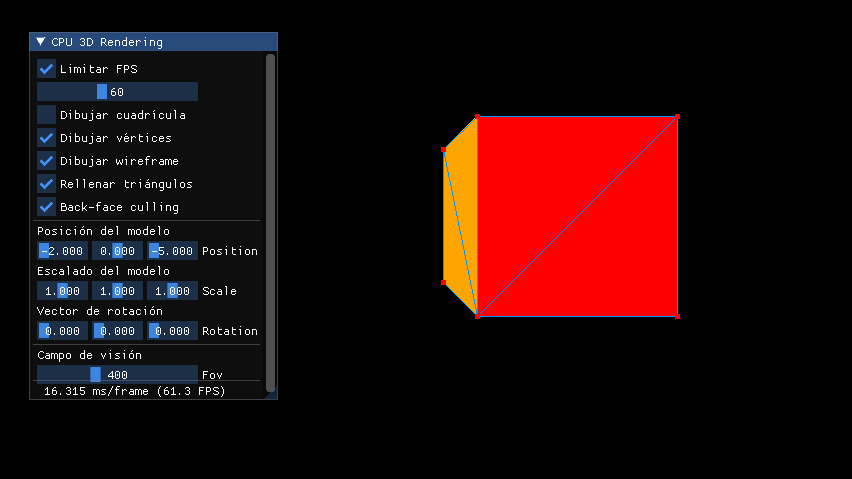 CPU 3D Rendering
Limitar FPS
60
Dibujar cuadrícula
Dibujar vértices
Dibujar wireframe
Rellenar triángulos
Back-face culling
Posición del modelo
-2.000 0.000 -5.000 Position
Escalado del modelo
1.000 1.000 1.000 Scale
Vector de rotación
0.000 0.000 0.000 Rotation
Campo de visión
400 Fov
16.315 ms/frame (61.3 FPS)